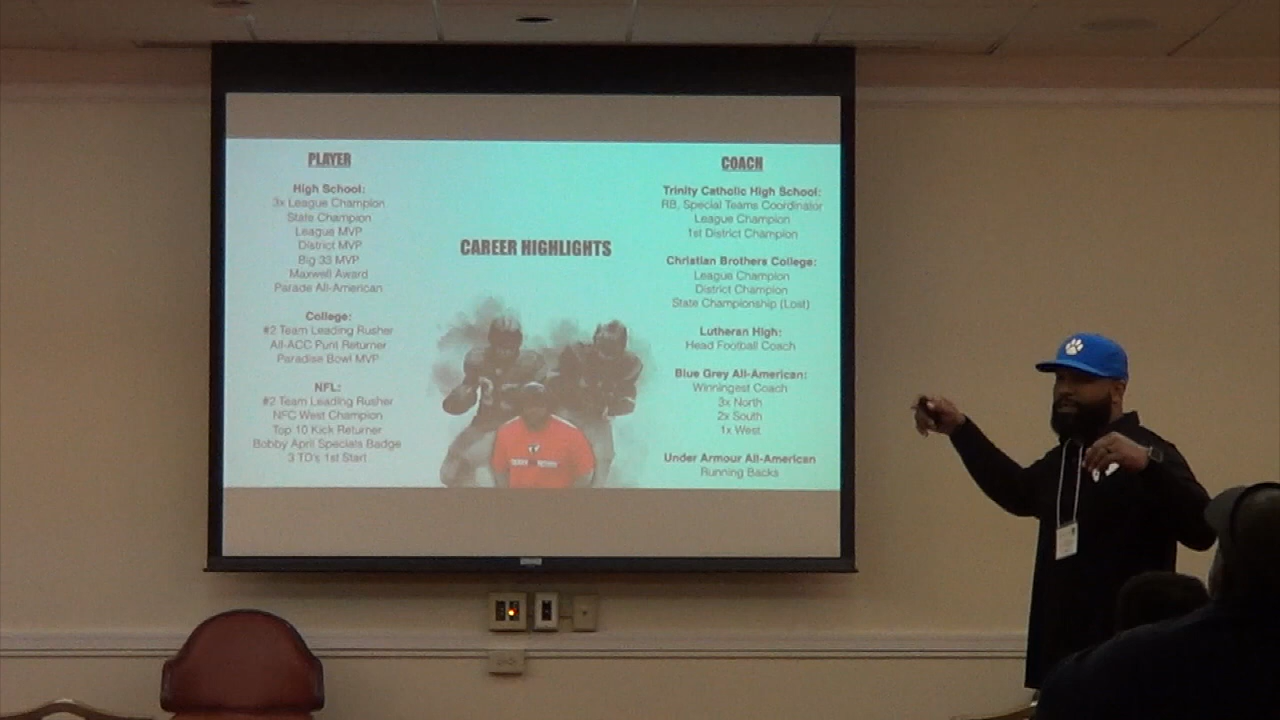 PLAYER
High School:
3x League Champion
State Champion
League MVP
District MVP
Big 33 MVP
Maxwell Award
Parade All-American
College:
#2 Team Leading Rusher
All-ACC Punt Returner
Paradise Bowl MVP
NFL:
#2 Team Leading Rusher
NFC West Champion
Top 10 Kick Returner
Bobby April Specials Badge
3 TD's 1st Start
CAREER HIGHLIGHTS
COACH
Trinity Catholic High School:
RB, Special Teams Coordinator
League Champion
1st District Champion
Christian Brothers College:
League Champion
District Champion
State Championship (Lost)
Lutheran High:
Head Football Coach
Blue Grey All-American:
Winningest Coach
3x North
2x South
1x West
Under Armour All-American
Running Backs